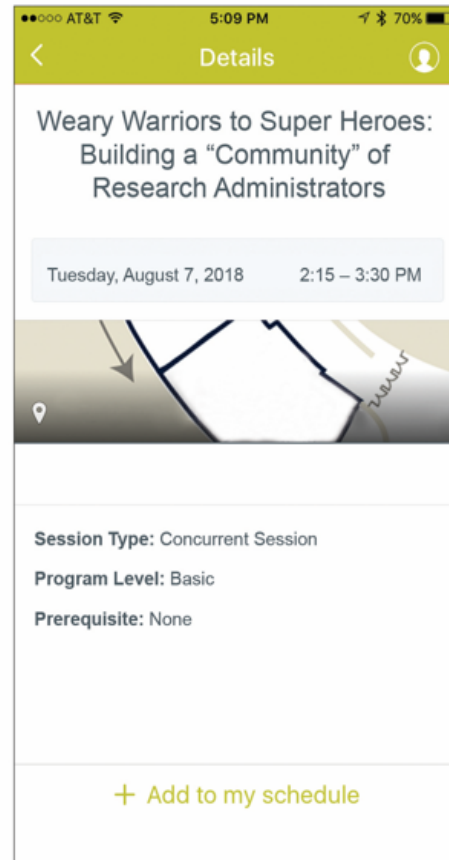 AT&T 5:09 PM 70%
Details
Weary Warriors to Super Heroes:
Building a “Community” of
Research Administrators
Tuesday, August 7, 2018 2:15 – 3:30 PM
Session Type: Concurrent Session
Program Level: Basic
Prerequisite: None
+ Add to my schedule